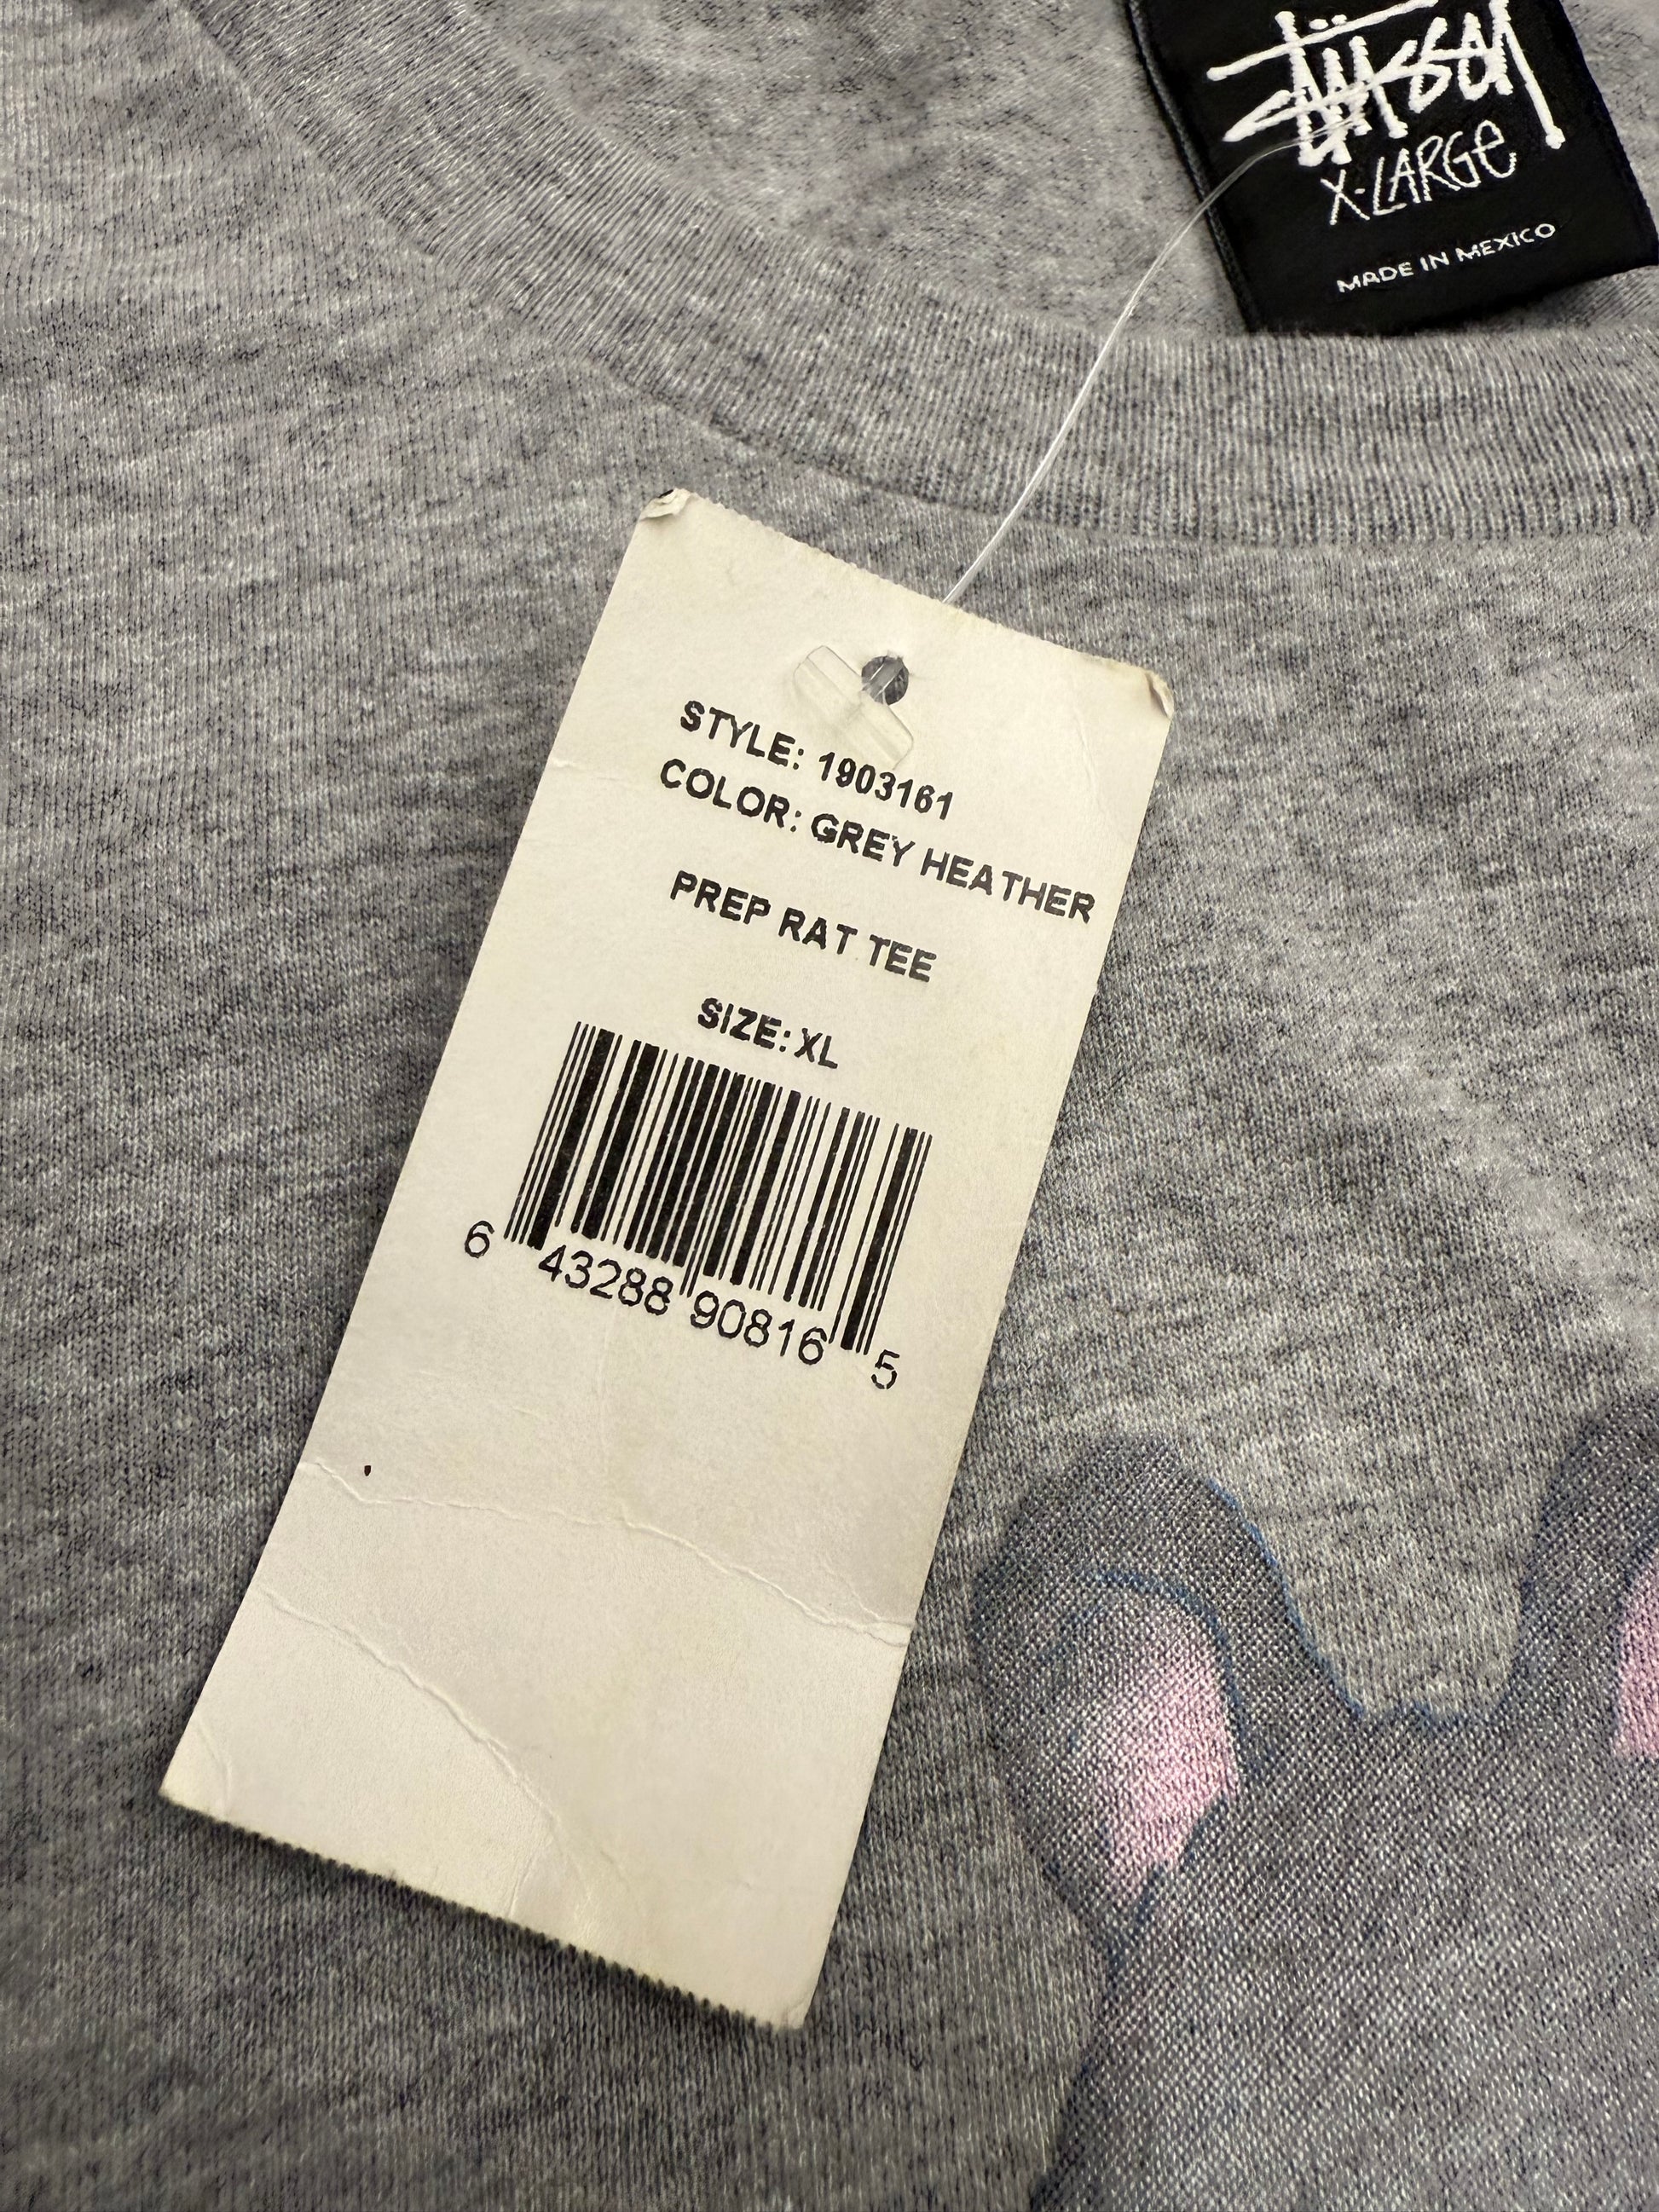 Stüssy
X-LARGE
MADE IN MEXICO
STYLE: 1903161
COLOR: GREY HEATHER
PREP RAT TEE
SIZE: XL
6 43288 90816 5